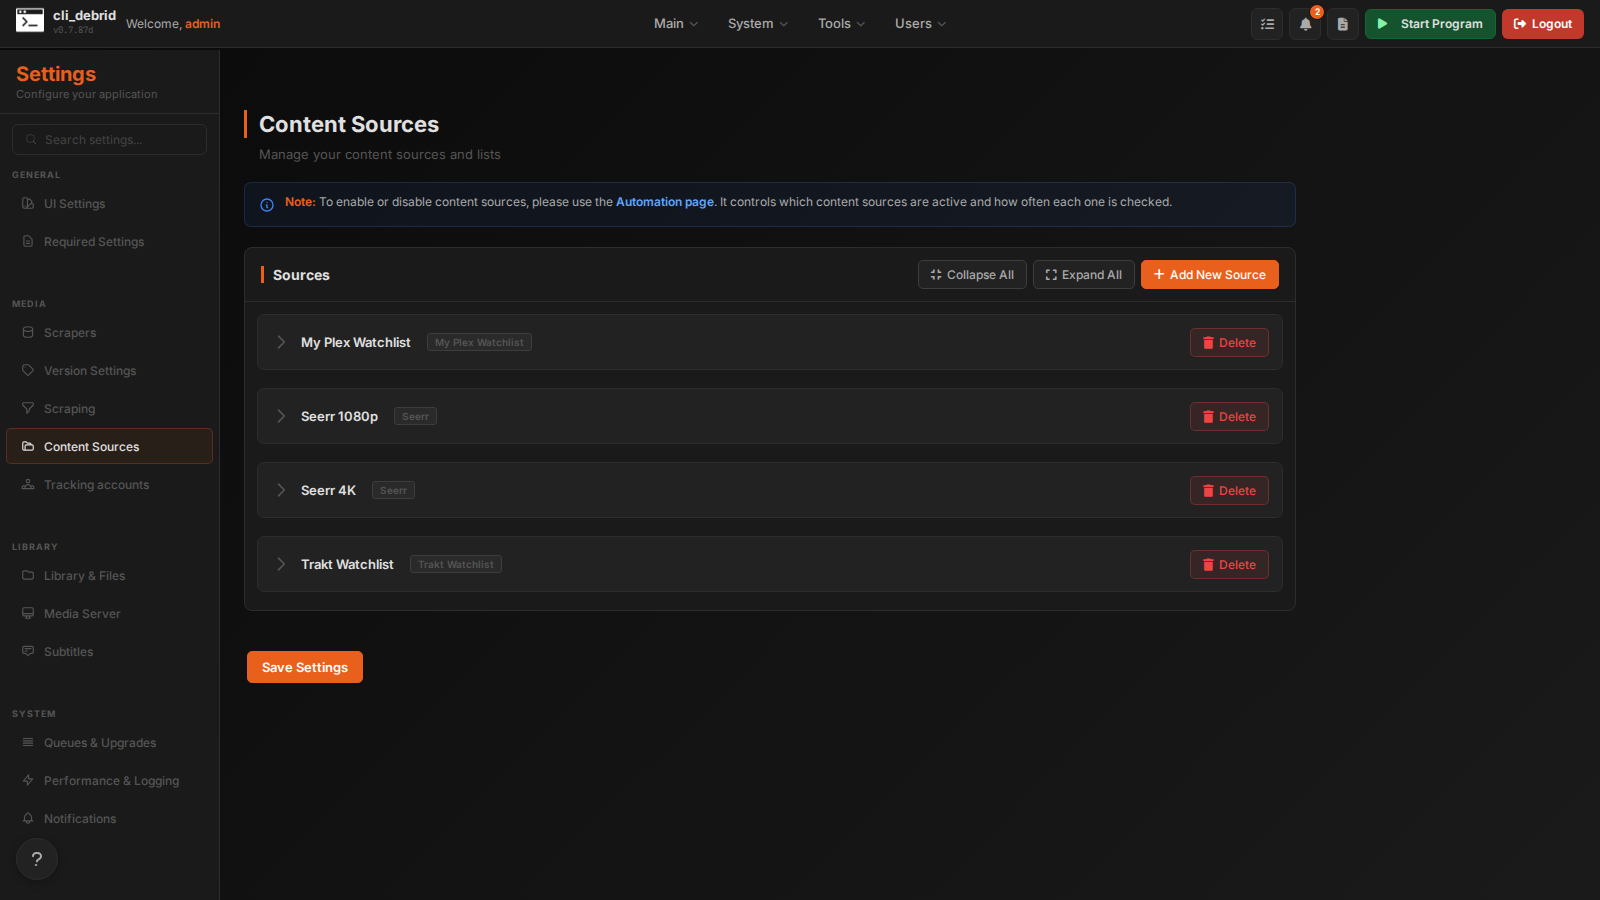 cli_debrid
v0.7.87d
Welcome, admin
Main
System
Tools
Users
2
Start Program
Logout
Settings
Configure your application
Search settings...
GENERAL
UI Settings
Required Settings
MEDIA
Scrapers
Version Settings
Scraping
Content Sources
Tracking accounts
LIBRARY
Library & Files
Media Server
Subtitles
SYSTEM
Queues & Upgrades
Performance & Logging
Notifications
?
Content Sources
Manage your content sources and lists
Note: To enable or disable content sources, please use the Automation page. It controls which content sources are active and how often each one is checked.
Sources
Collapse All
Expand All
Add New Source
My Plex Watchlist My Plex Watchlist Delete
Seerr 1080p Seerr Delete
Seerr 4K Seerr Delete
Trakt Watchlist Trakt Watchlist Delete
Save Settings